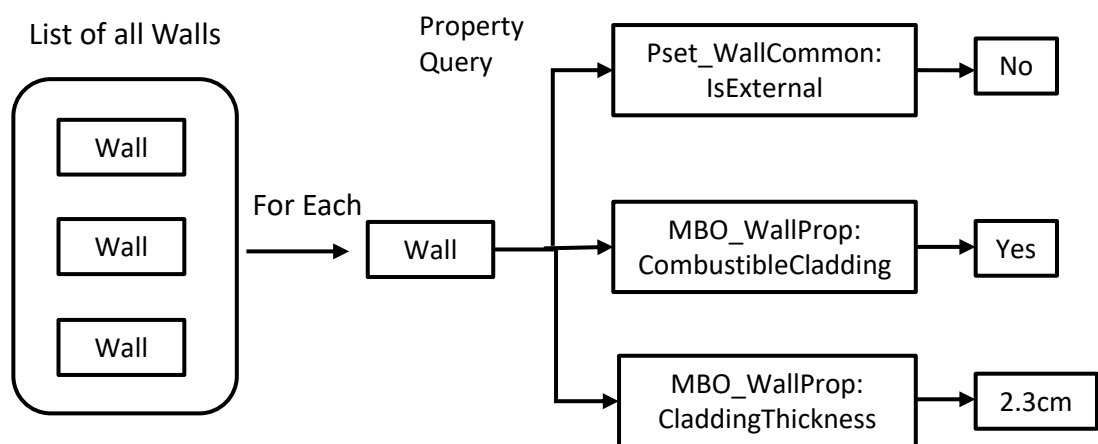 List of all Walls
Wall
Wall
Wall
For Each
Wall
Property
Query
Pset_WallCommon:
IsExternal
No
MBO_WallProp:
CombustibleCladding
Yes
MBO_WallProp:
CladdingThickness
2.3cm